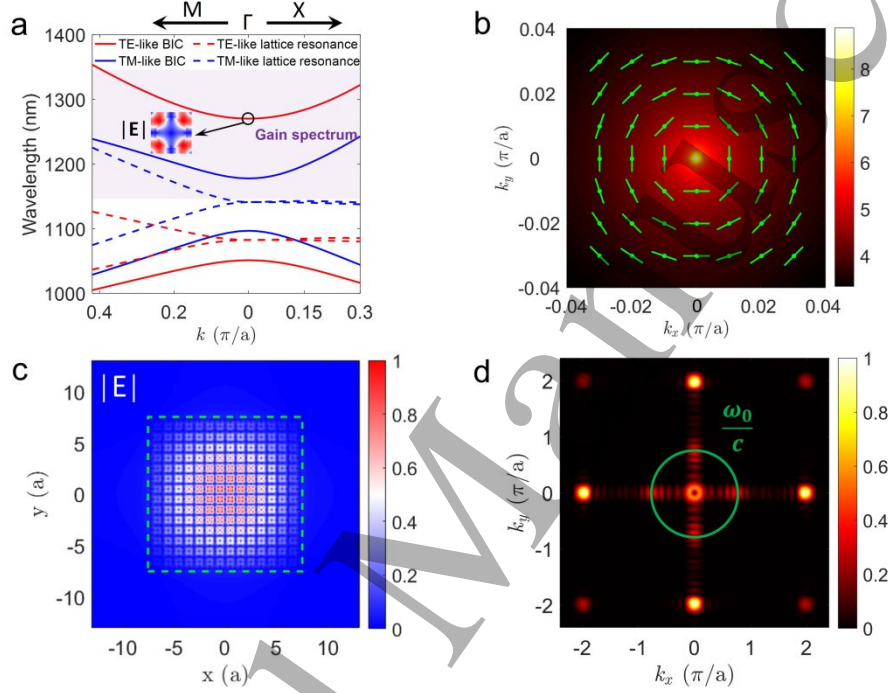 a
M Γ X
1400
1300
1200
1100
1000
Wavelength (nm)
TE-like BIC
TE-like lattice resonance
TM-like BIC
TM-like lattice resonance
|E|
Gain spectrum
0.4 0.2 0 0.15 0.3
k (π/a)
b
0.04
0.02
0
-0.02
-0.04
k_y (π/a)
-0.04 -0.02 0 0.02 0.04
k_x (π/a)
8
7
6
5
4
c
|E|
10
5
0
-5
-10
y (a)
-10 0 10
x (a)
1
0.8
0.6
0.4
0.2
0
d
2
1
0
-1
-2
k_y (π/a)
ω₀
c
-2 -1 0 1 2
k_x (π/a)
1
0.8
0.6
0.4
0.2
0